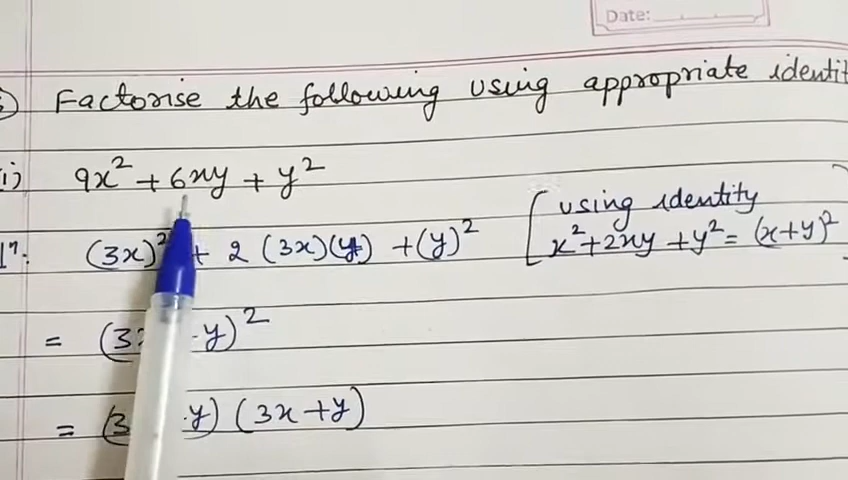 Date:
Factorise the following using appropriate identit
(i) 9x² + 6xy + y²
(3x)² + 2 (3x)(y) + (y)² [using identity
x² + 2xy + y² = (x+y)²
= (3x y)²
= (3 y) (3x + y)